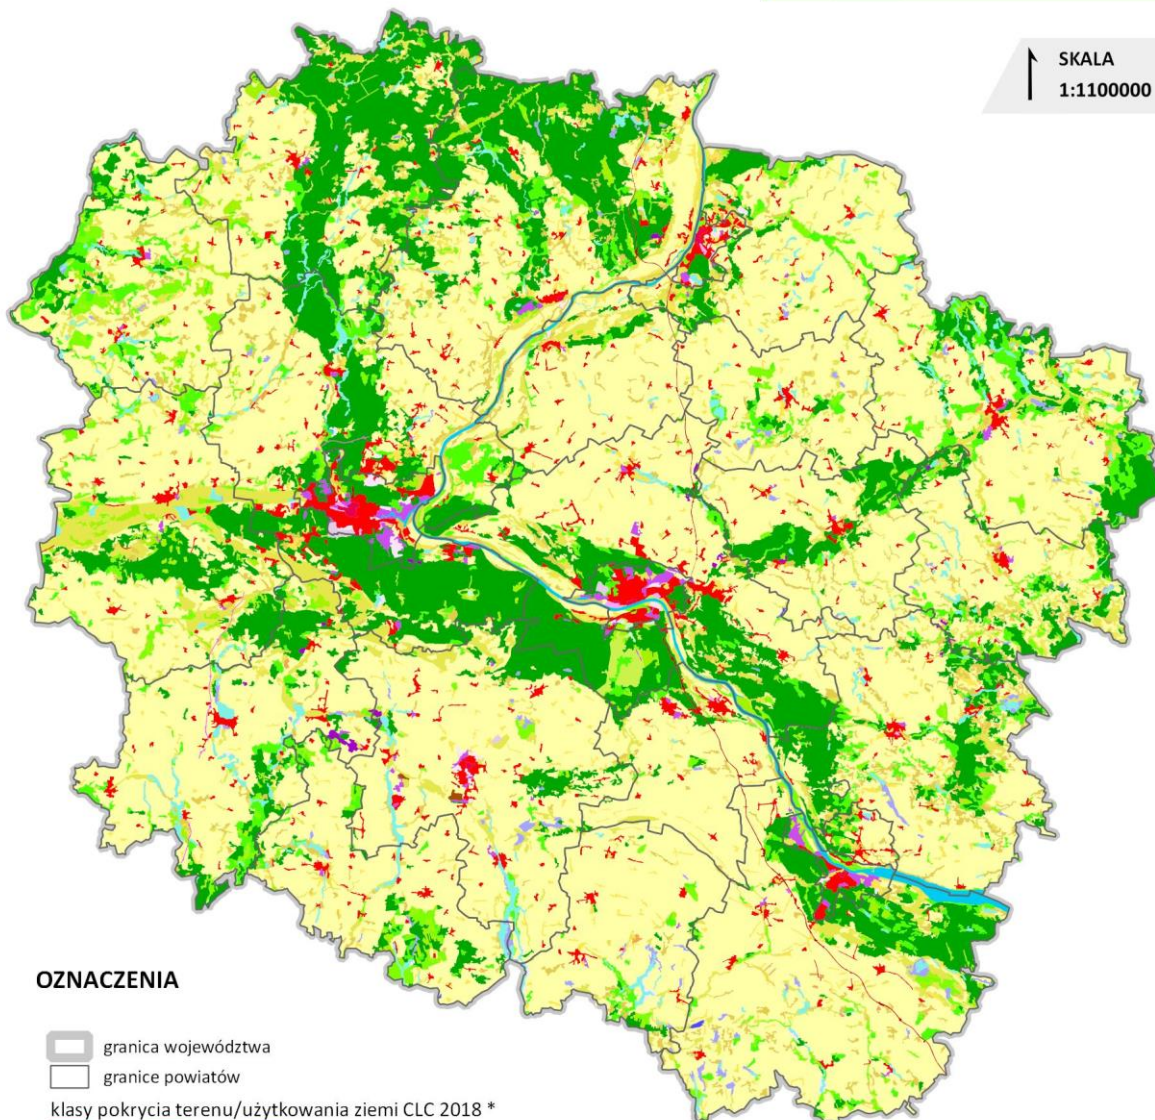 SKALA
1:1100000
OZNACZENIA
granica województwa
granice powiatów
klasy pokrycia terenu/użytkowania ziemi CLC 2018 *